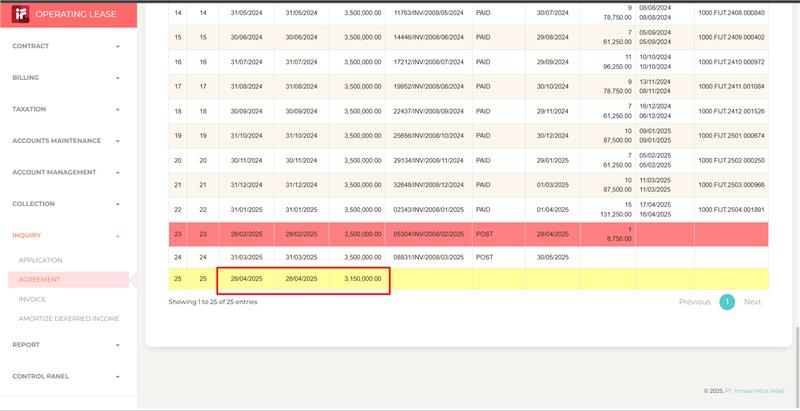 iF OPERATING LEASE
CONTRACT
BILLING
TAXATION
ACCOUNTS MAINTENANCE
ACCOUNT MANAGEMENT
COLLECTION
INQUIRY
APPLICATION
AGREEMENT
INVOICE
AMORTIZE DEFERRED INCOME
REPORT
CONTROL PANEL
14 14 31/05/2024 31/05/2024 3,500,000.00 11763/INV/2008/05/2024 PAID 30/07/2024 9 78,750.00 08/08/2024 08/08/2024 1000.FIJT.2408.000840
15 15 30/06/2024 30/06/2024 3,500,000.00 14446/INV/2008/06/2024 PAID 29/08/2024 7 61,250.00 05/09/2024 05/09/2024 1000.FIJT.2409.000402
16 16 31/07/2024 31/07/2024 3,500,000.00 17212/INV/2008/07/2024 PAID 29/09/2024 11 96,250.00 10/10/2024 10/10/2024 1000.FIJT.2410.000972
17 17 31/08/2024 31/08/2024 3,500,000.00 19952/INV/2008/08/2024 PAID 30/10/2024 9 78,750.00 13/11/2024 08/11/2024 1000.FIJT.2411.001084
18 18 30/09/2024 30/09/2024 3,500,000.00 22437/INV/2008/09/2024 PAID 29/11/2024 7 61,250.00 16/12/2024 06/12/2024 1000.FIJT.2412.001526
19 19 31/10/2024 31/10/2024 3,500,000.00 25656/INV/2008/10/2024 PAID 30/12/2024 10 87,500.00 09/01/2025 09/01/2025 1000.FIJT.2501.000674
20 20 30/11/2024 30/11/2024 3,500,000.00 29134/INV/2008/11/2024 PAID 29/01/2025 7 61,250.00 05/02/2025 05/02/2025 1000.FIJT.2502.000250
21 21 31/12/2024 31/12/2024 3,500,000.00 32648/INV/2008/12/2024 PAID 01/03/2025 10 87,500.00 11/03/2025 11/03/2025 1000.FIJT.2503.000966
22 22 31/01/2025 31/01/2025 3,500,000.00 02343/INV/2008/01/2025 PAID 01/04/2025 15 131,250.00 17/04/2025 16/04/2025 1000.FIJT.2504.001891
23 23 28/02/2025 28/02/2025 3,500,000.00 05304/INV/2008/02/2025 POST 29/04/2025 1 8,750.00
24 24 31/03/2025 31/03/2025 3,500,000.00 08831/INV/2008/03/2025 POST 30/05/2025
25 25 28/04/2025 28/04/2025 3,150,000.00
Showing 1 to 25 of 25 entries
Previous 1 Next
© 2025, PT. Inovasi Mitra Sejati